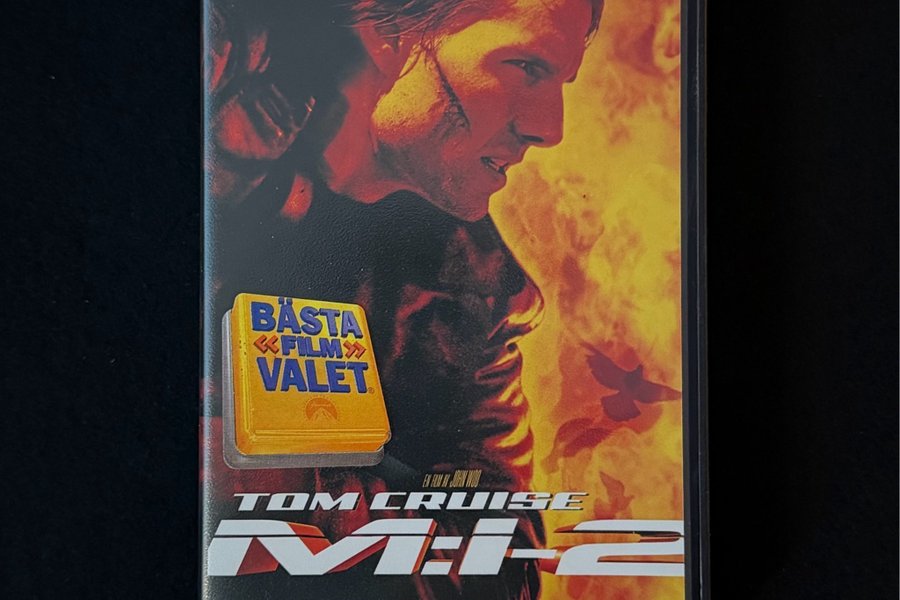 BÄSTA
«FILM»
VALET®
EN FILM AV JOHN WOO
TOM CRUISE
M:I-2